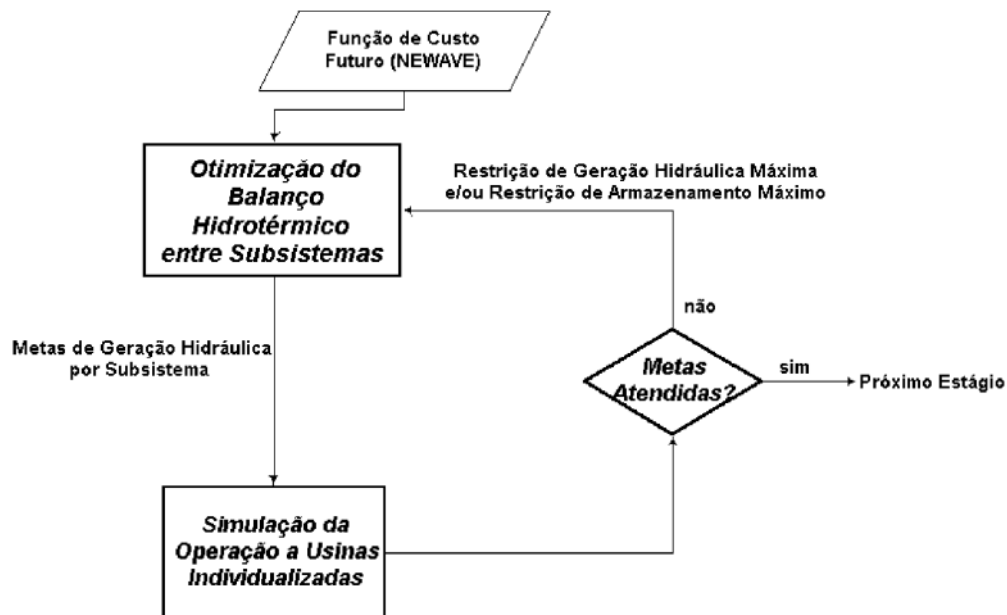 Função de Custo
Futuro (NEWAVE)
Otimização do
Balanço
Hidrotérmico
entre Subsistemas
Restrição de Geração Hidráulica Máxima
e/ou Restrição de Armazenamento Máximo
não
Metas de Geração Hidráulica
por Subsistema
Metas
Atendidas?
sim
Próximo Estágio
Simulação da
Operação a Usinas
Individualizadas